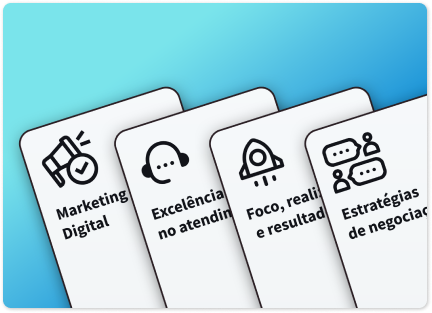 Marketing
Digital
Excelência
no
Foco,
e
Estratégias
de